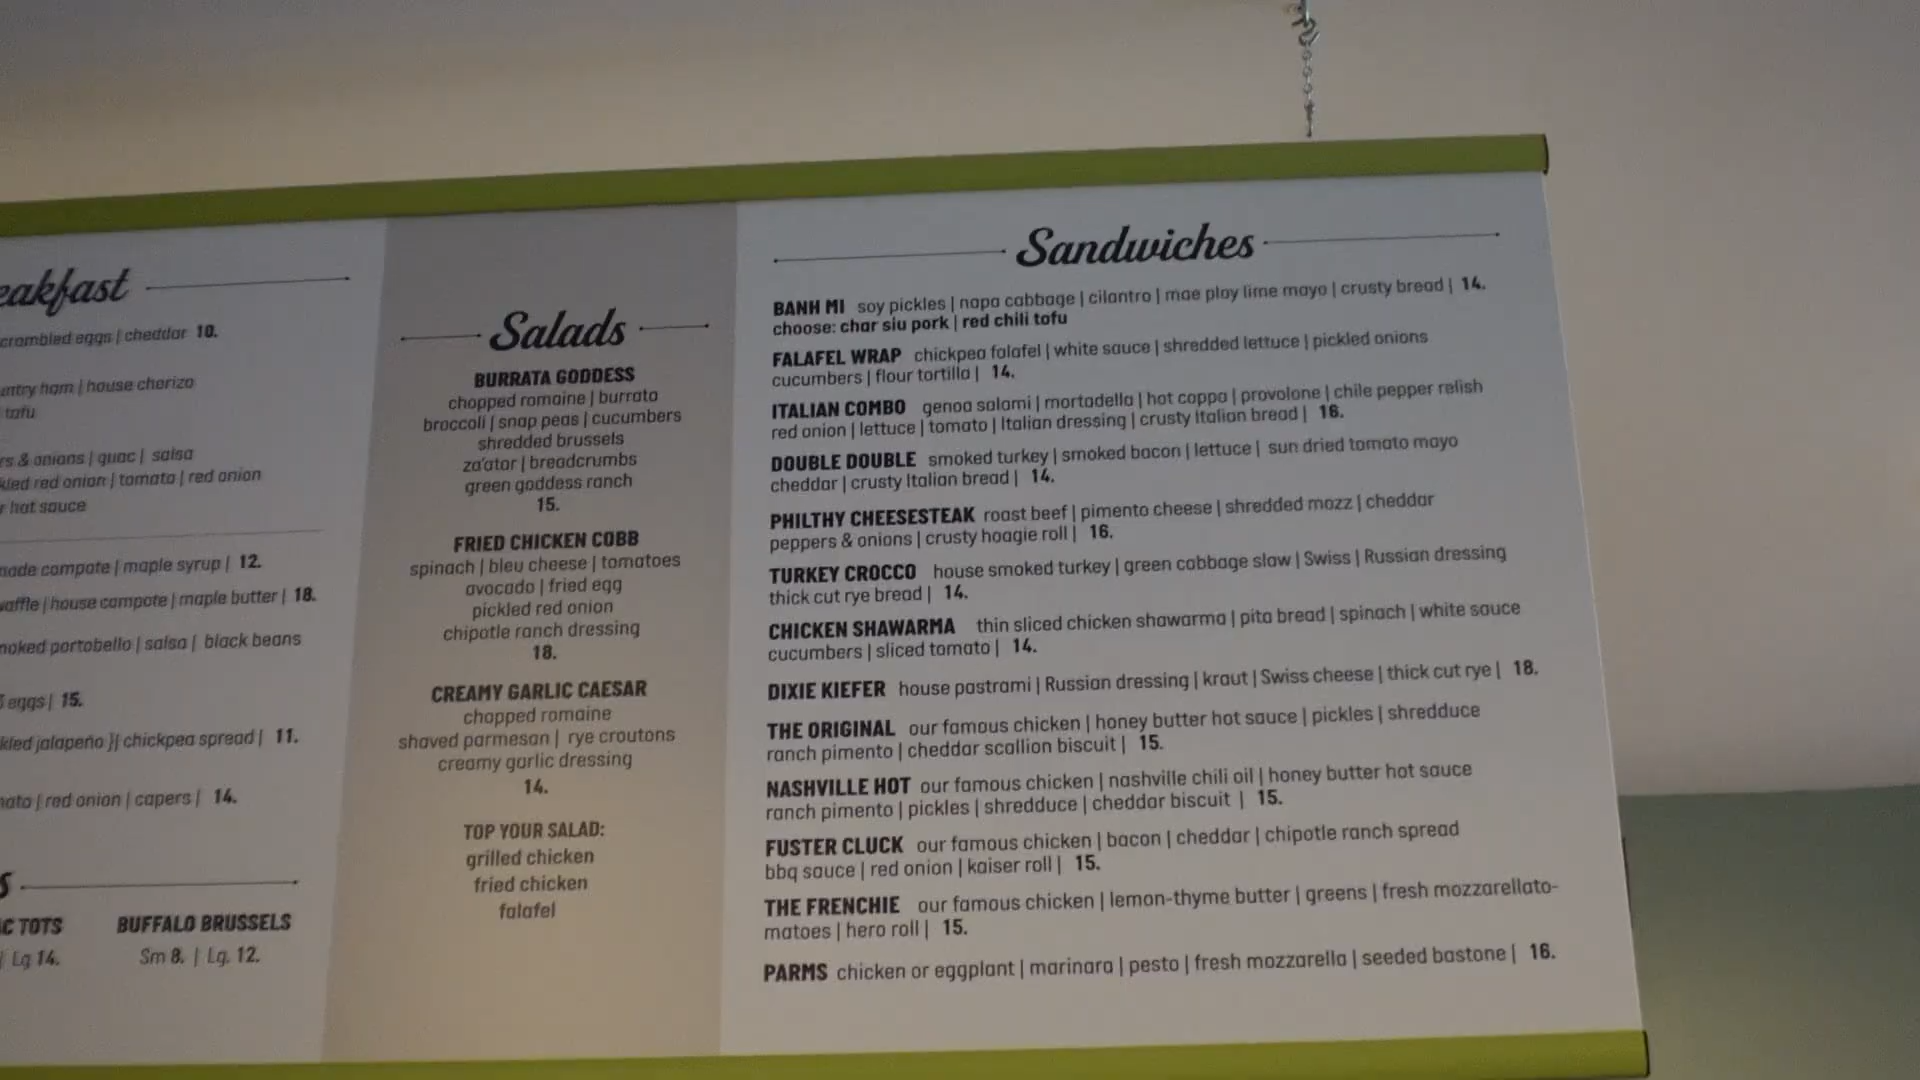 eakfast
crambled eggs | cheddar 10.
ham | house chorizo
tofu
& onions | guac | salsa
red onion | tomato | red onion
hot sauce
compote | maple syrup | 12.
waffle | house compote | maple butter | 18.
smoked portobello | salsa | black beans
eggs | 15.
jalapeño }| chickpea spread | 11.
| red onion | capers | 14.
S
TOTS BUFFALO BRUSSELS
| Lg 14. Sm 8. | Lg. 12.
Salads
BURRATA GODDESS
chopped romaine | burrata
broccoli | snap peas | cucumbers
shredded brussels
za'ator | breadcrumbs
green goddess ranch
15.
FRIED CHICKEN COBB
spinach | bleu cheese | tomatoes
avocado | fried egg
pickled red onion
chipotle ranch dressing
18.
CREAMY GARLIC CAESAR
chopped romaine
shaved parmesan | rye croutons
creamy garlic dressing
14.
TOP YOUR SALAD:
grilled chicken
fried chicken
falafel
Sandwiches
BANH MI soy pickles | napa cabbage | cilantro | mae ploy lime mayo | crusty bread | 14.
choose: char siu pork | red chili tofu
FALAFEL WRAP chickpea falafel | white sauce | shredded lettuce | pickled onions
cucumbers | flour tortilla | 14.
ITALIAN COMBO genoa salami | mortadella | hot coppa | provolone | chile pepper relish
red onion | lettuce | tomato | Italian dressing | crusty Italian bread | 16.
DOUBLE DOUBLE smoked turkey | smoked bacon | lettuce | sun dried tomato mayo
cheddar | crusty Italian bread | 14.
PHILTHY CHEESESTEAK roast beef | pimento cheese | shredded mozz | cheddar
peppers & onions | crusty hoagie roll | 16.
TURKEY CROCCO house smoked turkey | green cabbage slaw | Swiss | Russian dressing
thick cut rye bread | 14.
CHICKEN SHAWARMA thin sliced chicken shawarma | pita bread | spinach | white sauce
cucumbers | sliced tomato | 14.
DIXIE KIEFER house pastrami | Russian dressing | kraut | Swiss cheese | thick cut rye | 18.
THE ORIGINAL our famous chicken | honey butter hot sauce | pickles | shredduce
ranch pimento | cheddar scallion biscuit | 15.
NASHVILLE HOT our famous chicken | nashville chili oil | honey butter hot sauce
ranch pimento | pickles | shredduce | cheddar biscuit | 15.
FUSTER CLUCK our famous chicken | bacon | cheddar | chipotle ranch spread
bbq sauce | red onion | kaiser roll | 15.
THE FRENCHIE our famous chicken | lemon-thyme butter | greens | fresh mozzarellato-
matoes | hero roll | 15.
PARMS chicken or eggplant | marinara | pesto | fresh mozzarella | seeded bastone | 16.